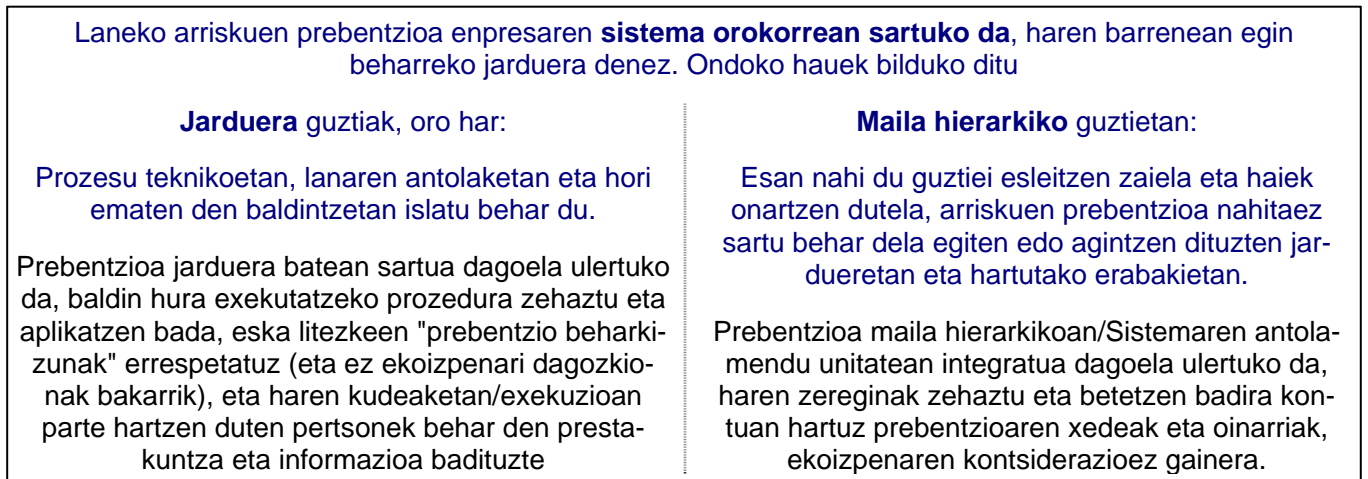 Laneko arriskuen prebentzioa enpresaren sistema orokorrean sartuko da, haren barrenean egin
beharreko jarduera denez. Ondoko hauek bilduko ditu
Jarduera guztiak, oro har:
Prozesu teknikoetan, lanaren antolaketan eta hori
ematen den baldintzetan islatu behar du.
Prebentzioa jarduera batean sartua dagoela ulertuko
da, baldin hura exekutatzeko prozedura zehaztu eta
aplikatzen bada, eska litezkeen "prebentzio beharki-
zunak" errespetatuz (eta ez ekoizpenari dagozkio-
nak bakarrik), eta haren kudeaketan/exekuzioan
parte hartzen duten pertsonek behar den presta-
kuntza eta informazioa badituzte
Maila hierarkiko guztietan:
Esan nahi du guztiei esleitzen zaiela eta haiek
onartzen dutela, arriskuen prebentzioa nahitaez
sartu behar dela egiten edo agintzen dituzten jar-
dueretan eta hartutako erabakietan.
Prebentzioa maila hierarkikoan/Sistemaren antola-
mendu unitatean integratua dagoela ulertuko da,
haren zereginak zehaztu eta betetzen badira kon-
tuan hartuz prebentzioaren xedeak eta oinarriak,
ekoizpenaren kontsiderazioez gainera.